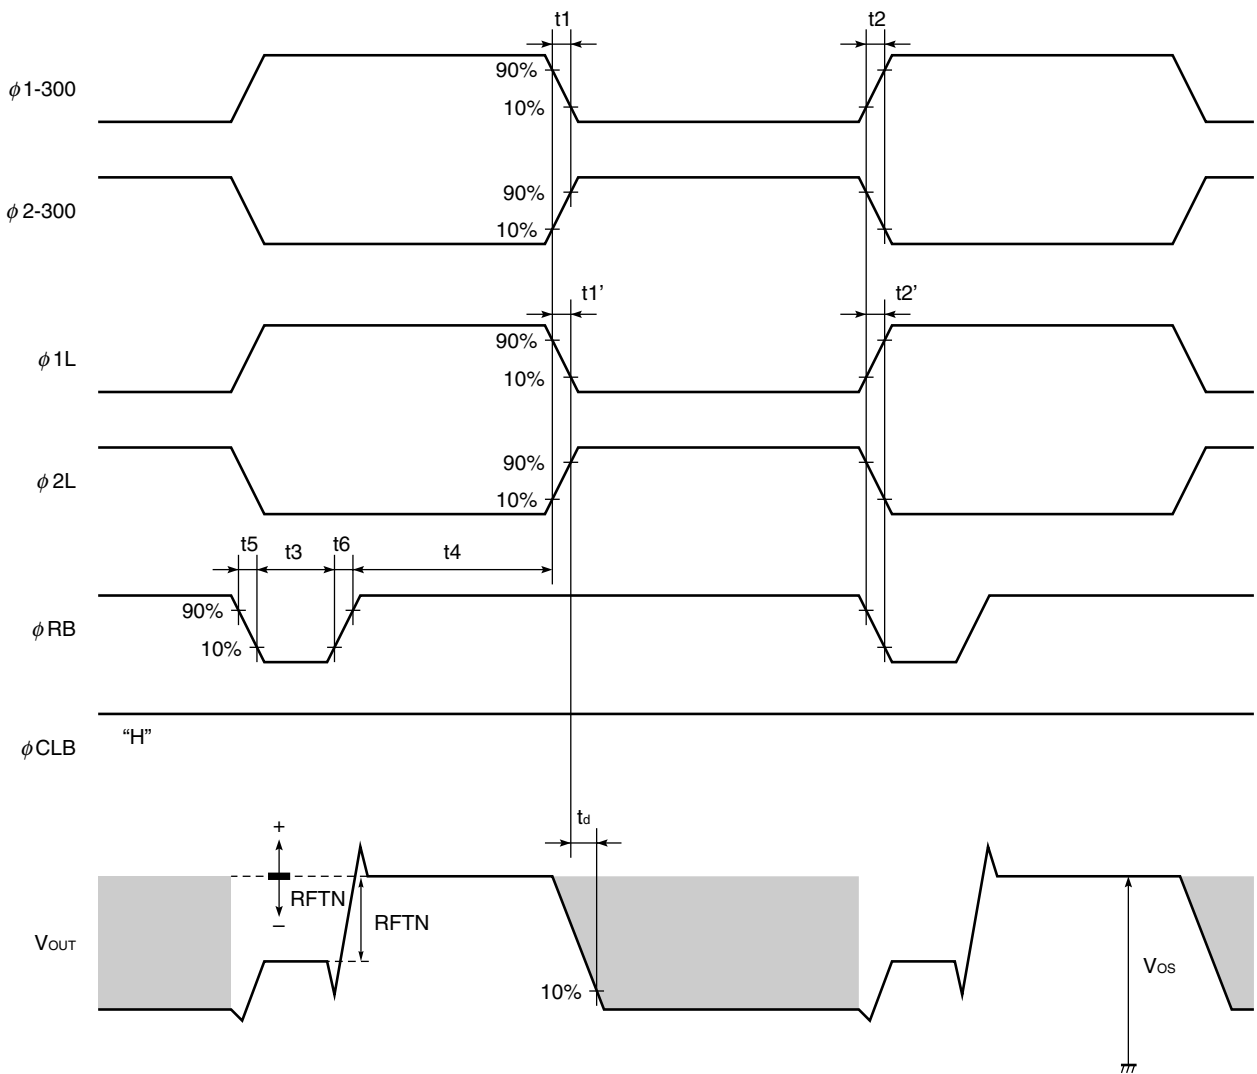 t1 t2
ϕ1-300 90%
10%
ϕ2-300 90%
10%
t1’ t2’
ϕ1L 90%
10%
ϕ2L 90%
10%
t5 t3 t6 t4
90%
ϕRB
10%
“H”
ϕCLB
td
+
RFTN
−
RFTN
VOUT
VOS
10%